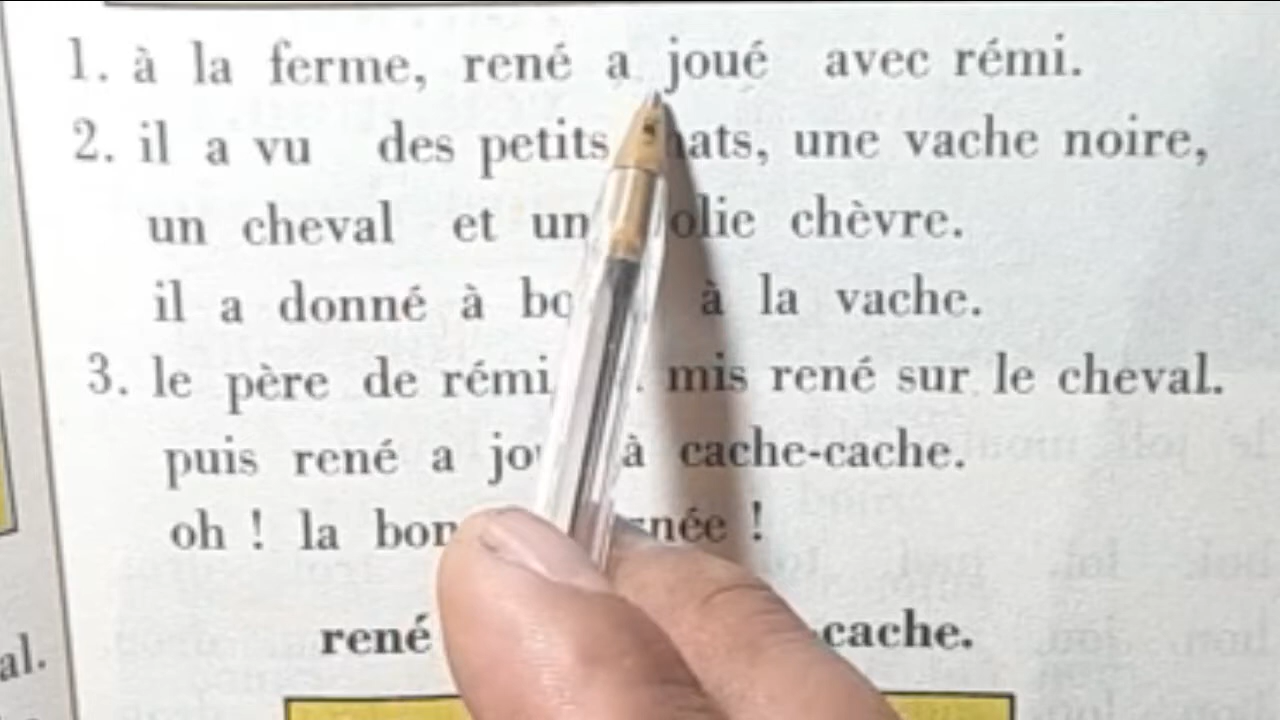 1. à la ferme, rené a joué avec rémi.
2. il a vu des petits chats, une vache noire,
un cheval et une jolie chèvre.
il a donné à à la vache.
3. le père de rémi mis rené sur le cheval.
puis rené a joué à cache-cache.
oh ! la !
rené cache.
al.